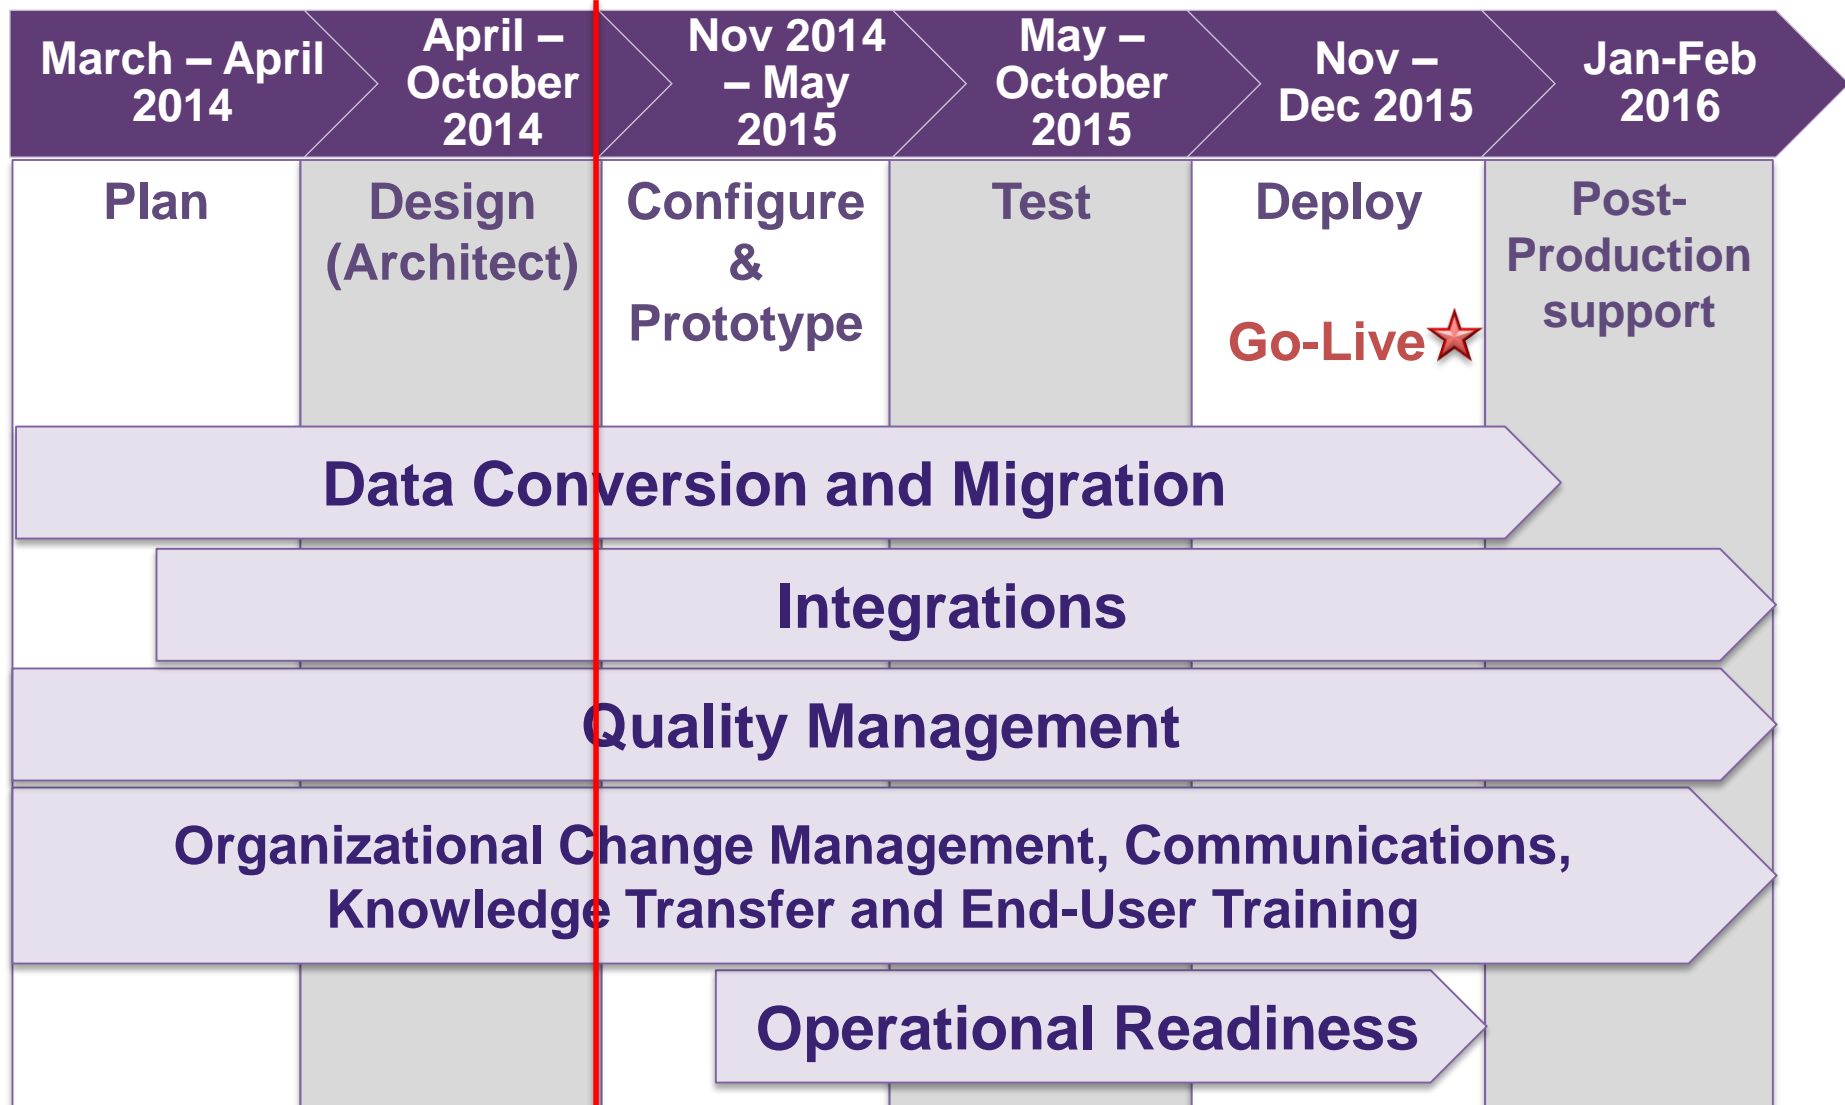 March – April
2014
April –
October
2014
Nov 2014
– May
2015
May –
October
2015
Nov –
Dec 2015
Jan-Feb
2016
Plan
Design
(Architect)
Configure
&
Prototype
Test
Deploy
Go-Live
Post-
Production
support
Data Conversion and Migration
Integrations
Quality Management
Organizational Change Management, Communications,
Knowledge Transfer and End-User Training
Operational Readiness